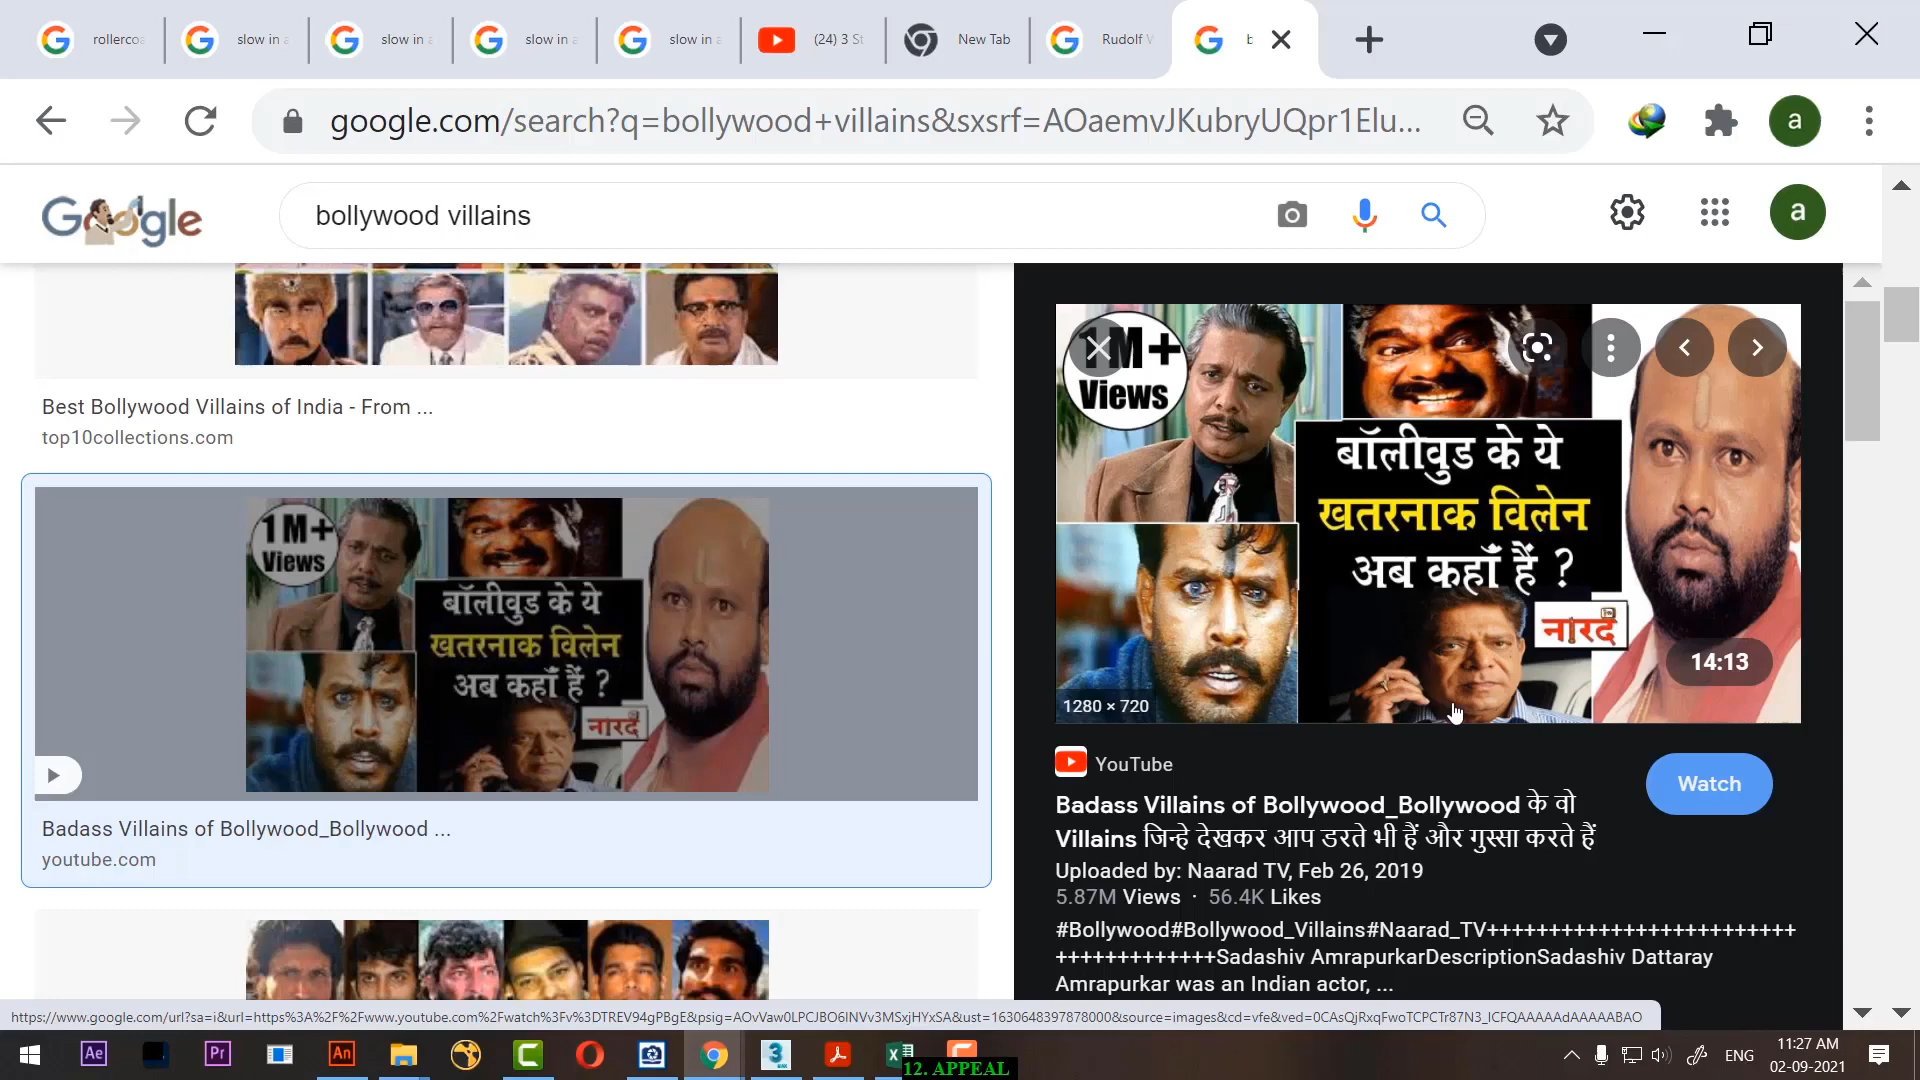 rollercoa
slow in a
slow in a
slow in a
slow in a
(24) 3 St
New Tab
Rudolf V
b
google.com/search?q=bollywood+villains&sxsrf=AOaemvJKubryUQpr1Elu...
a
Google
bollywood villains
a
Best Bollywood Villains of India - From ...
top10collections.com
1M+
Views
बॉलीवुड के ये
खतरनाक विलेन
अब कहाँ हैं ?
नारद
Badass Villains of Bollywood_Bollywood ...
youtube.com
1M+
Views
बॉलीवुड के ये
खतरनाक विलेन
अब कहाँ हैं ?
नारद
14:13
1280 × 720
YouTube
Watch
Badass Villains of Bollywood_Bollywood के वो
Villains जिन्हे देखकर आप डरते भी हैं और गुस्सा करते हैं
Uploaded by: Naarad TV, Feb 26, 2019
5.87M Views · 56.4K Likes
#Bollywood#Bollywood_Villains#Naarad_TV+++++++++++++++++++++++++
+++++++++++++Sadashiv AmrapurkarDescriptionSadashiv Dattaray
Amrapurkar was an Indian actor, ...
https://www.google.com/url?sa=i&url=https%3A%2F%2Fwww.youtube.com%2Fwatch%3Fv%3DTREV94gPBgE&psig=AOvVaw0LPCJBO6INVv3MSxjHYxSA&ust=1630648397878000&source=images&cd=vfe&ved=0CAsQjRxqFwoTCPCTr87N3_ICFQAAAAAdAAAAABAO
Ae
Pr
An
12. APPEAL
ENG
11:27 AM
02-09-2021